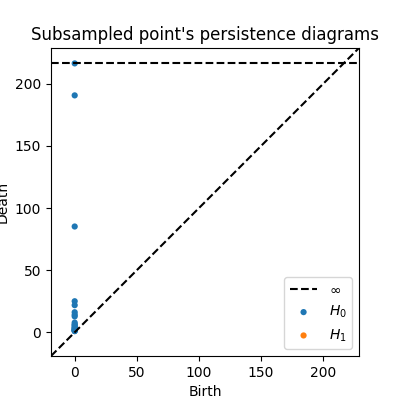 Subsampled point's persistence diagrams
200
150
100
50
0
Death
0 50 100 150 200
Birth
∞
H0
H1